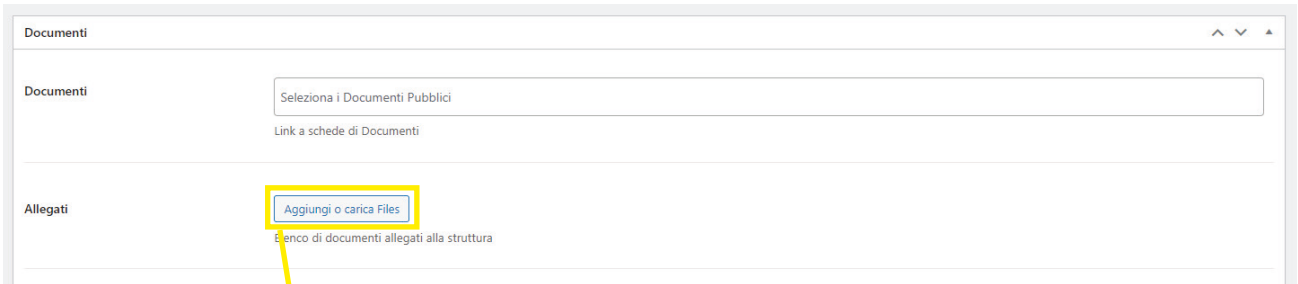 Documenti
Documenti
Seleziona i Documenti Pubblici
Link a schede di Documenti
Allegati
Aggiungi o carica Files
Elenco di documenti allegati alla struttura